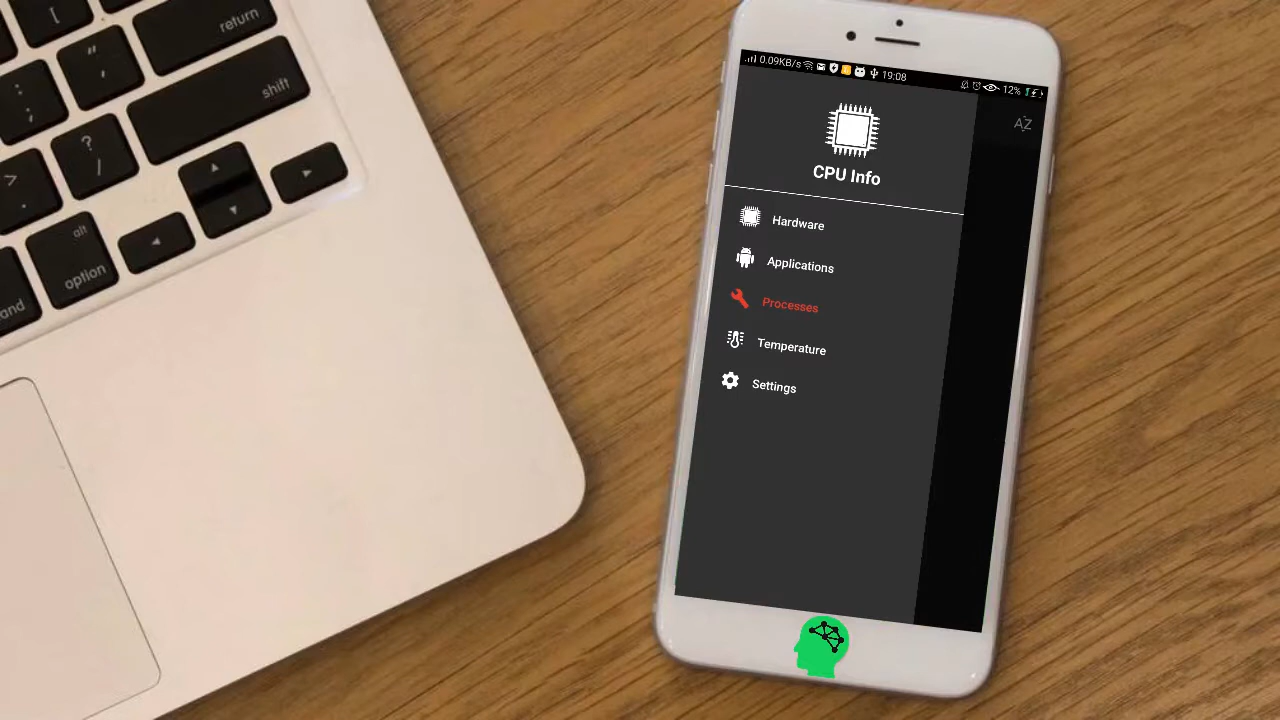 [
return
" ,
shift
: ;
? /
> .
alt
option
and
0.09KB/s 19:08 12%
AZ
CPU Info
Hardware
Applications
Processes
Temperature
Settings